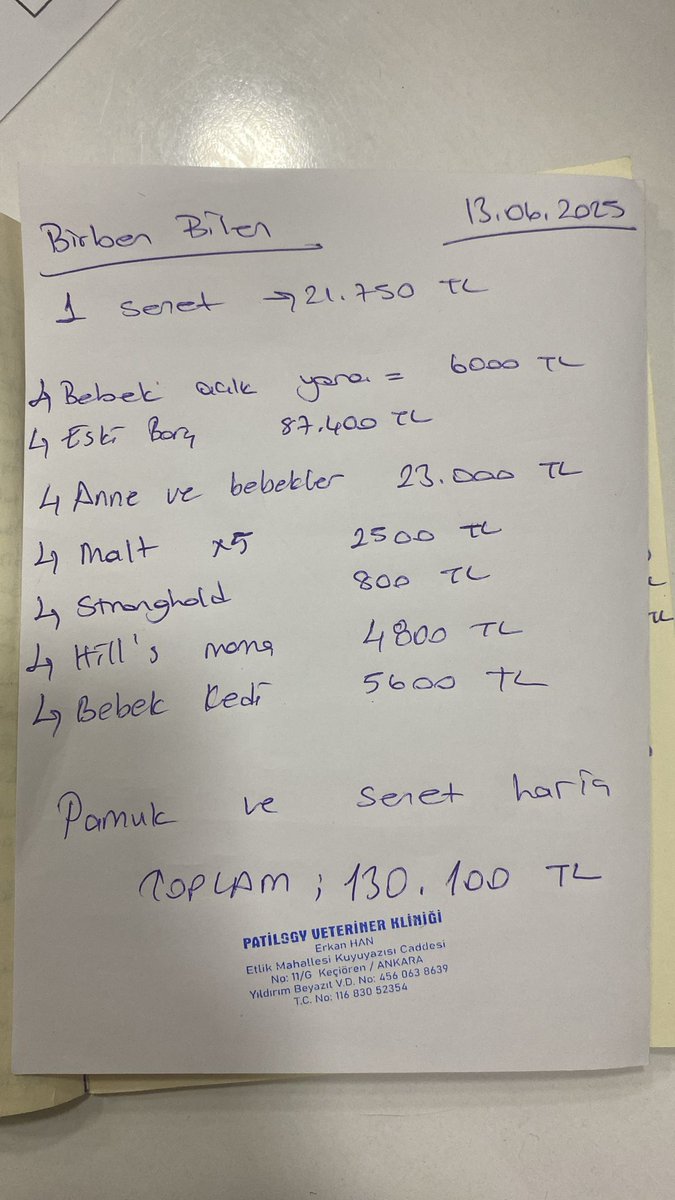 Birben Bilen 13.06.2025
1 senet → 21.750 TL
↳ Bebek açık yara = 6000 TL
↳ Eski Borç 87.400 TL
↳ Anne ve bebekler 23.000 TL
↳ Malt x5 2500 TL
↳ Stronghold 800 TL
↳ Hill's mama 4800 TL
↳ Bebek Kedi 5600 TL
Pamuk ve senet hariç
TOPLAM ; 130.100 TL
PATİLOGY VETERİNER KLİNİĞİ
Erkan HAN
Etlik Mahallesi Kuyuyazısı Caddesi
No: 11/G Keçiören / ANKARA
Yıldırım Beyazıt V.D. No: 456 063 8639
T.C. No: 116 830 52354